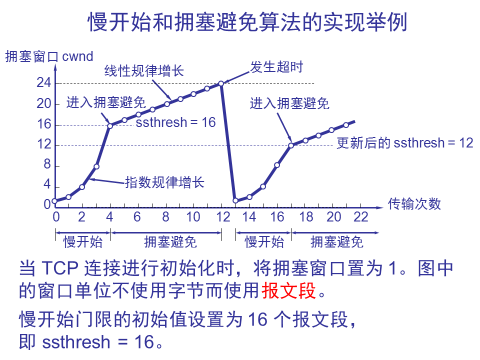 慢开始和拥塞避免算法的实现举例
拥塞窗口 cwnd
发生超时
线性规律增长
24
20
进入拥塞避免
进入拥塞避免
16
ssthresh = 16
更新后的 ssthresh = 12
12
8
指数规律增长
4
传输次数
0
0 2 4 6 8 10 12 14 16 18 20 22
慢开始 拥塞避免 慢开始 拥塞避免
当 TCP 连接进行初始化时，将拥塞窗口置为 1。图中
的窗口单位不使用字节而使用报文段。
慢开始门限的初始值设置为 16 个报文段，
即 ssthresh = 16。